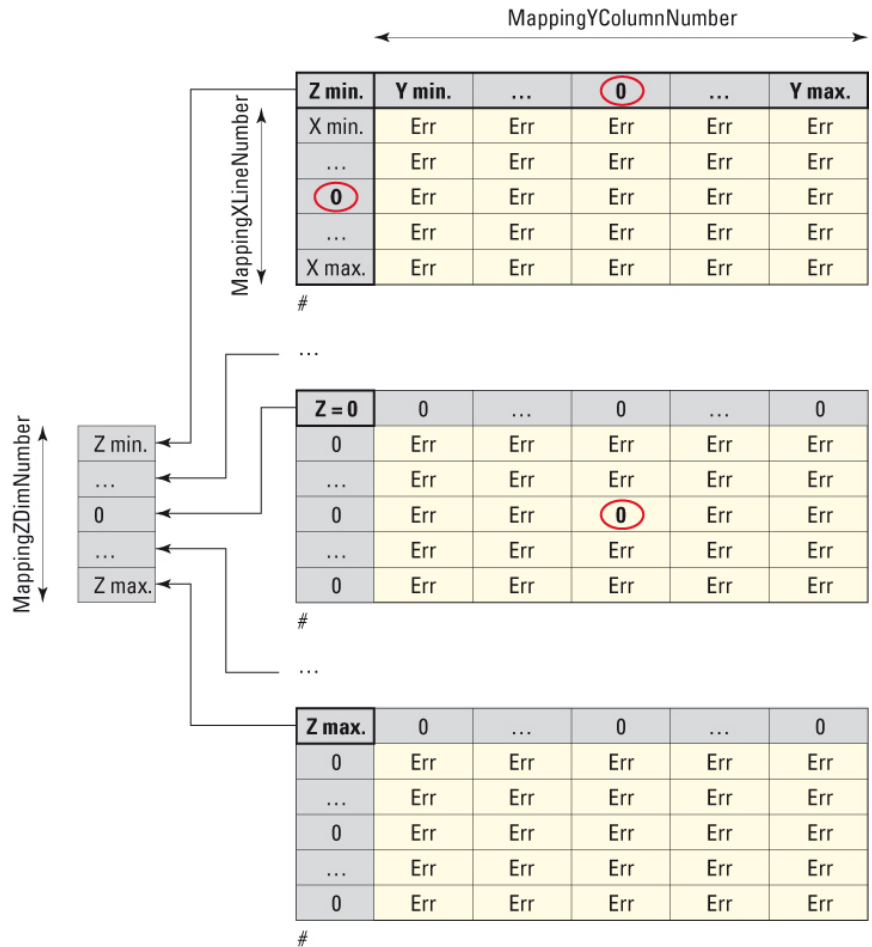 MappingYColumnNumber
MappingXLineNumber
Z min. Y min. ... 0 ... Y max.
X min. Err Err Err Err Err
... Err Err Err Err Err
0 Err Err Err Err Err
... Err Err Err Err Err
X max. Err Err Err Err Err
#
...
MappingZDimNumber
Z min.
...
0
...
Z max.
Z = 0 0 ... 0 ... 0
0 Err Err Err Err Err
... Err Err Err Err Err
0 Err Err 0 Err Err
... Err Err Err Err Err
0 Err Err Err Err Err
#
...
Z max. 0 ... 0 ... 0
0 Err Err Err Err Err
... Err Err Err Err Err
0 Err Err Err Err Err
... Err Err Err Err Err
0 Err Err Err Err Err
#